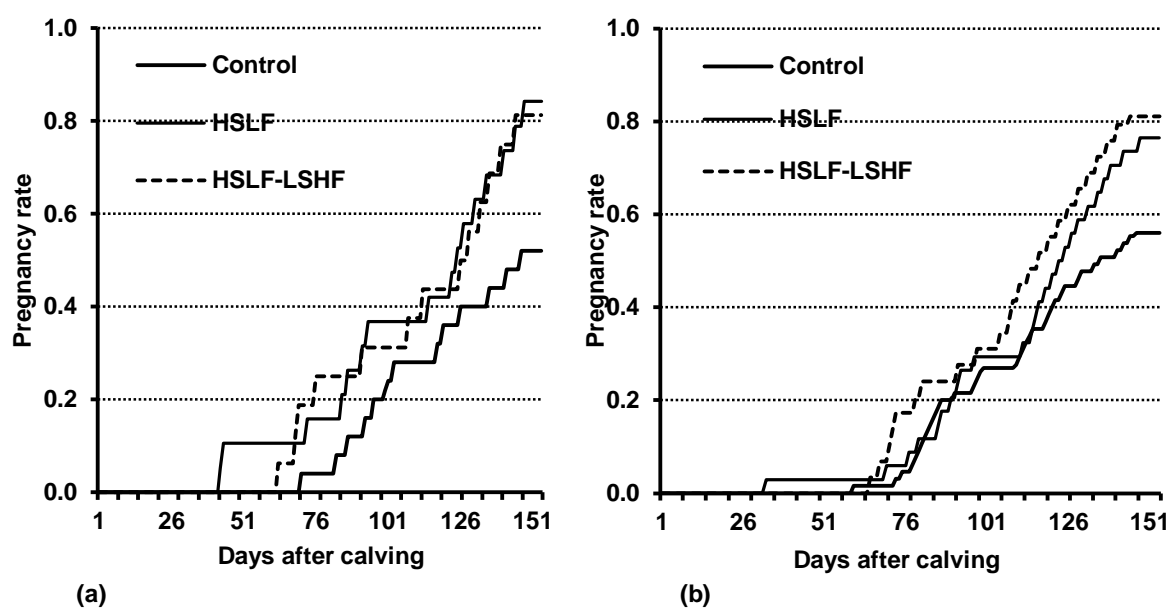 1.0
Control
0.8
HSLF
HSLF-LSHF
0.6
Pregnancy rate
0.4
0.2
0.0
1 26 51 76 101 126 151
Days after calving
(a)
1.0
Control
0.8
HSLF
HSLF-LSHF
0.6
Pregnancy rate
0.4
0.2
0.0
1 26 51 76 101 126 151
Days after calving
(b)